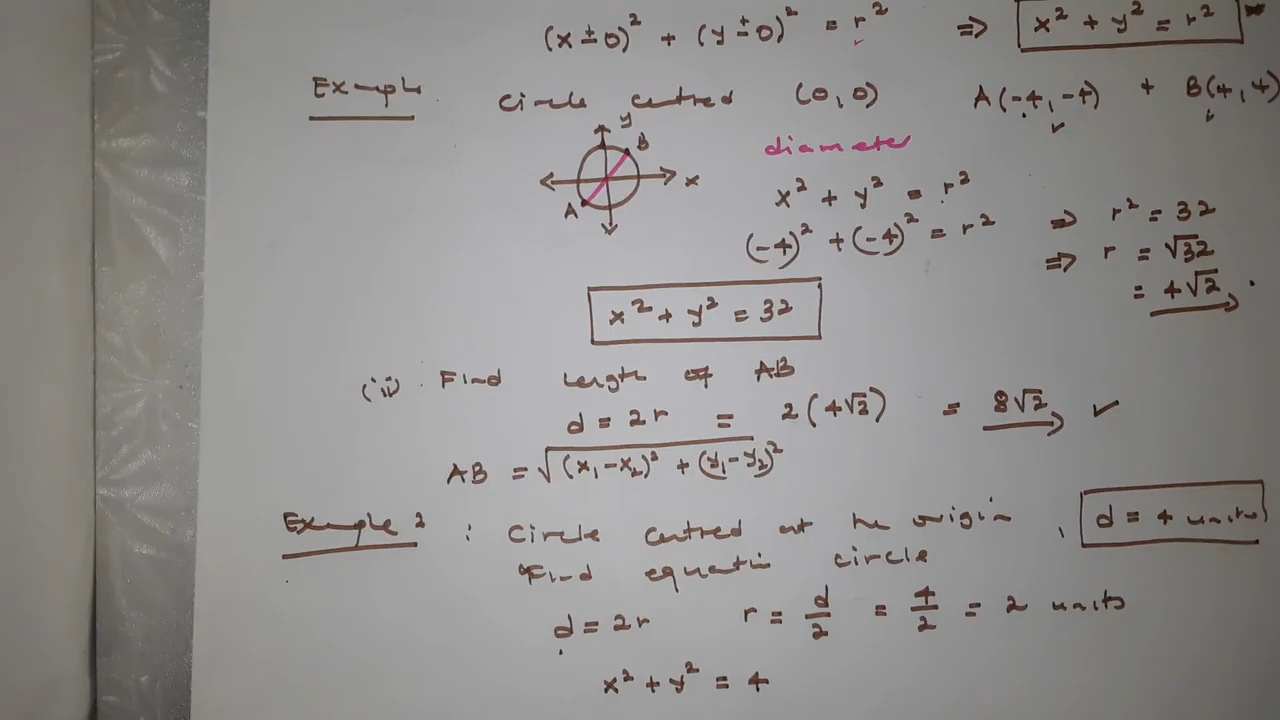 (x ± 0)² + (y ± 0)² = r² ⇒ x² + y² = r²
Example Circle centred (0,0) A(-4,-4) + B(4,4)
y
B
x
A
diameter
x² + y² = r²
(-4)² + (-4)² = r² ⇒ r² = 32
⇒ r = √32
= 4√2
x² + y² = 32
(ii) Find length of AB
d = 2r = 2(4√2) = 8√2 ✓
AB = √(x₁-x₂)² + (y₁-y₂)²
Example 2 : Circle centred at the origin, d = 4 units
Find equation circle
d = 2r r = d/2 = 4/2 = 2 units
x² + y² = 4